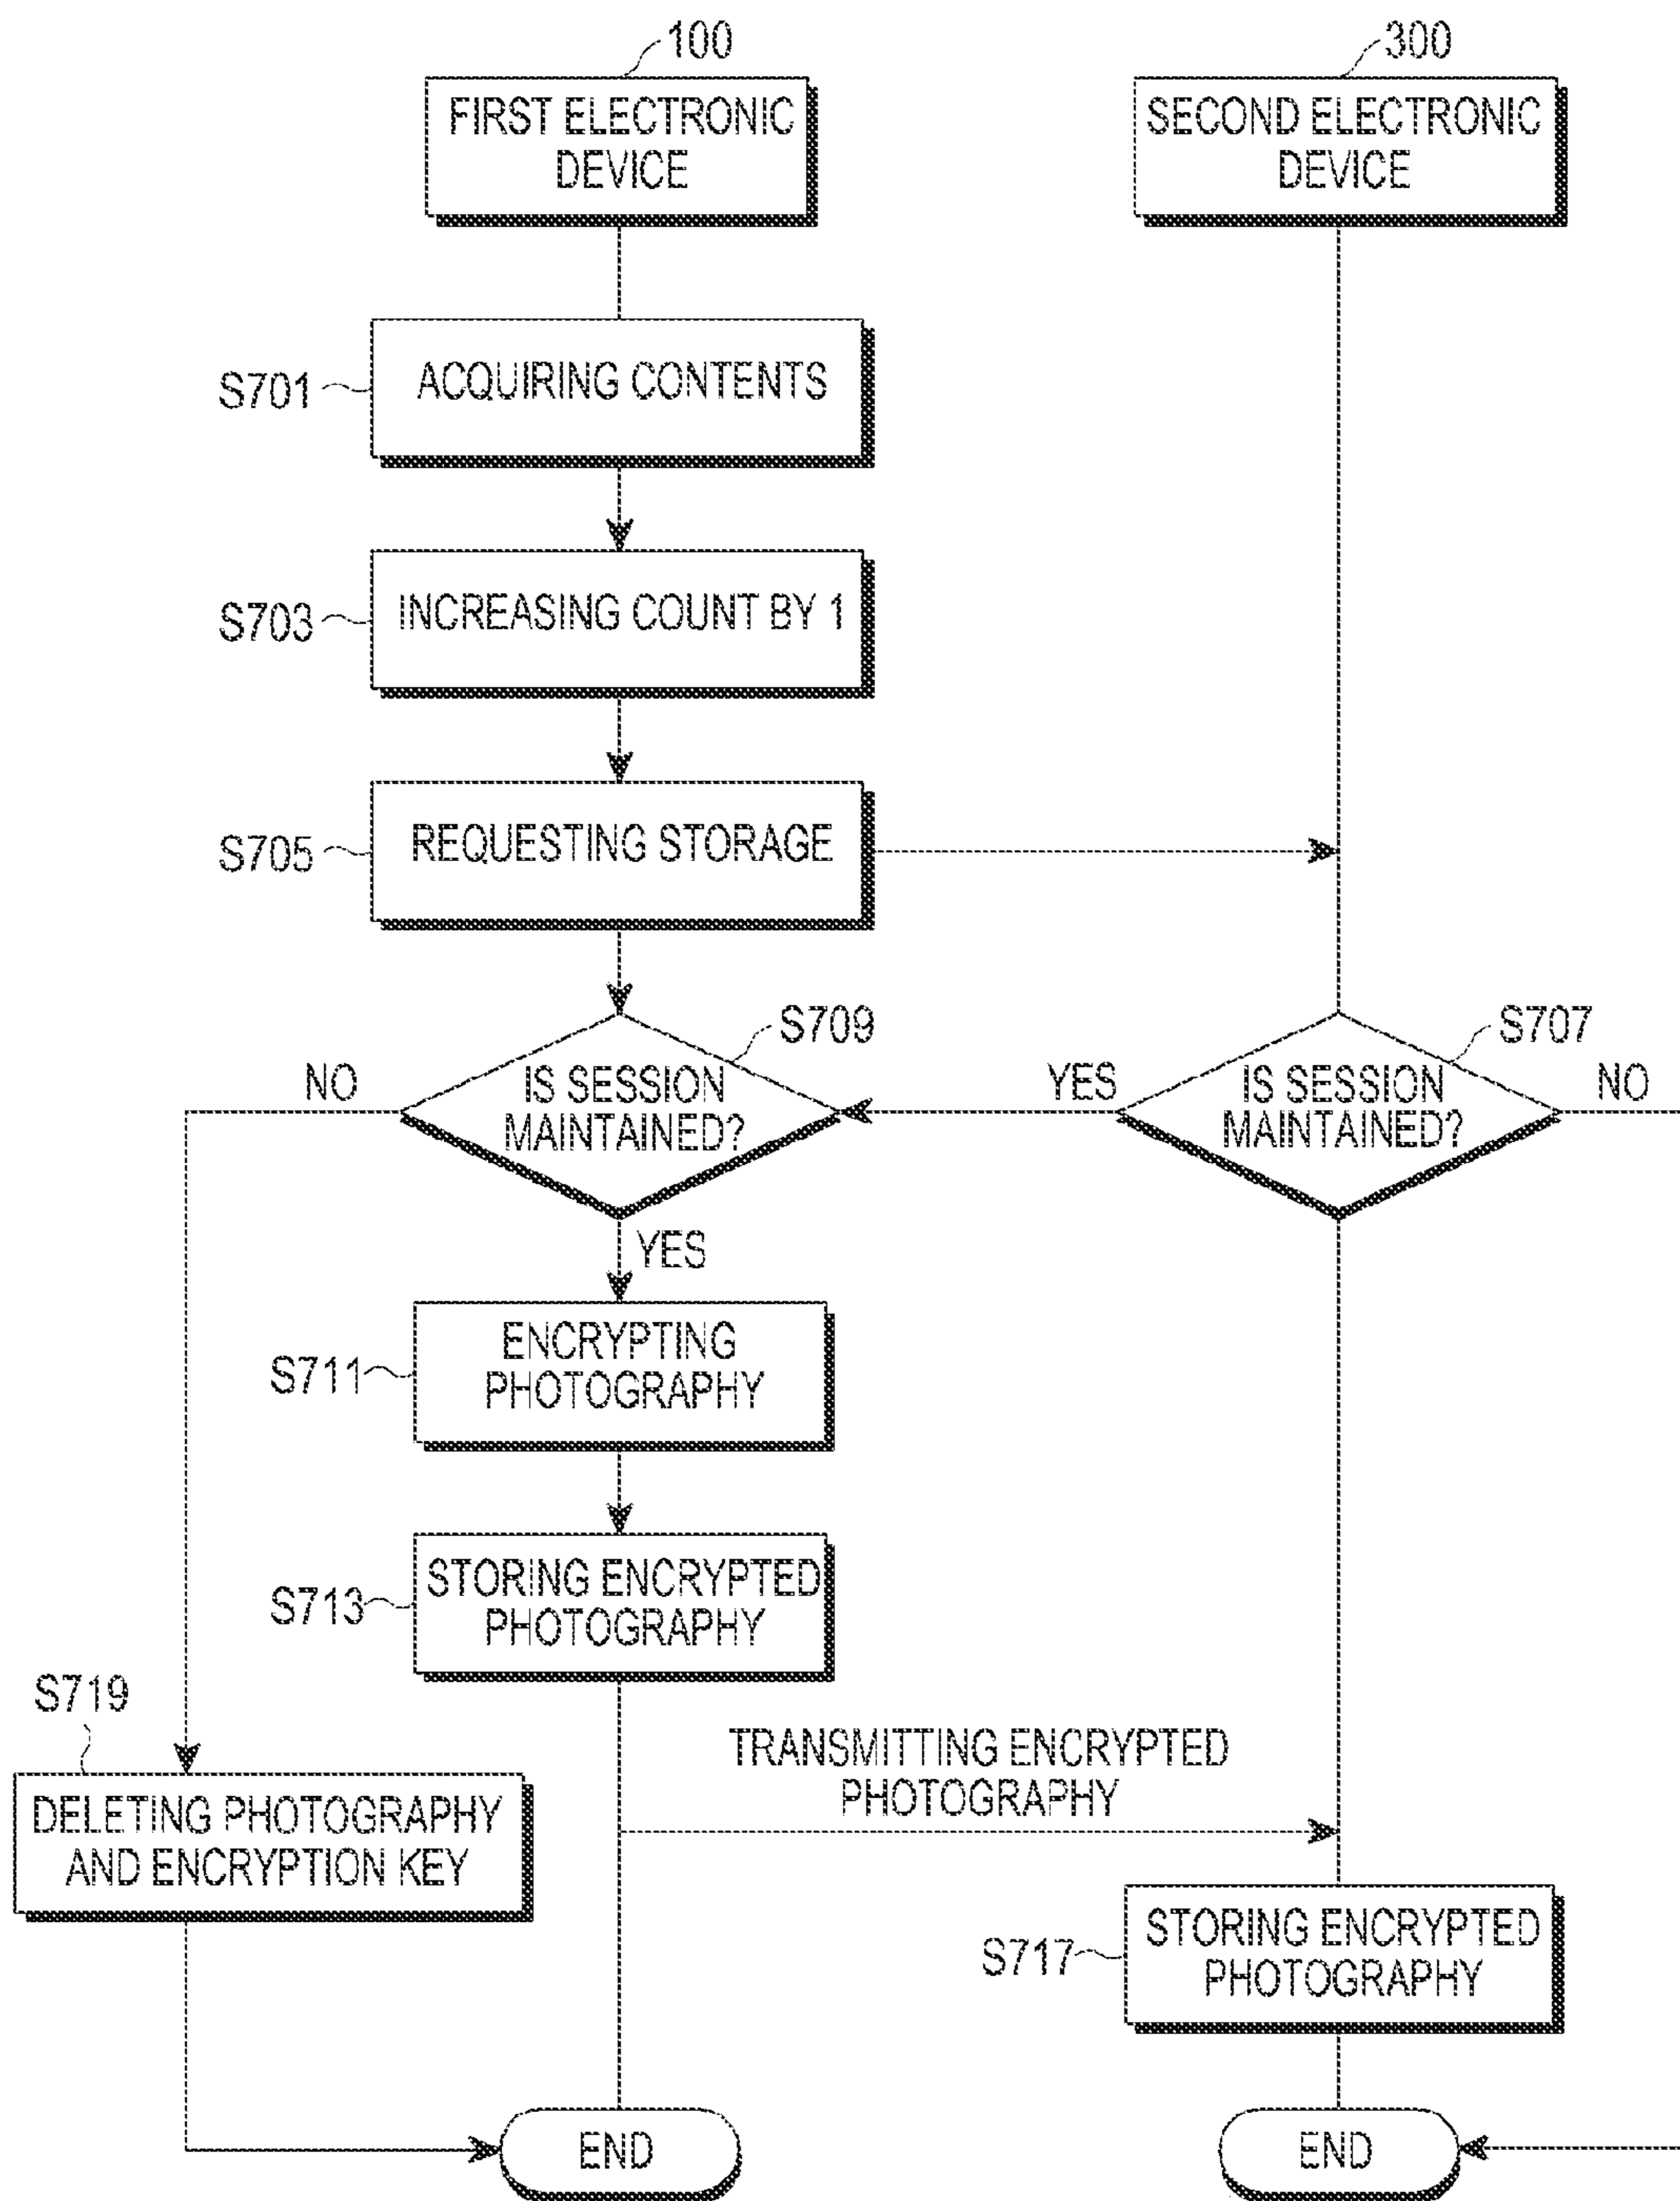 100
300
FIRST ELECTRONIC
DEVICE
SECOND ELECTRONIC
DEVICE
S701
ACQUIRING CONTENTS
S703
INCREASING COUNT BY 1
S705
REQUESTING STORAGE
S709
S707
NO
IS SESSION
MAINTAINED?
YES
IS SESSION
MAINTAINED?
NO
YES
S711
ENCRYPTING
PHOTOGRAPHY
S713
STORING ENCRYPTED
PHOTOGRAPHY
S719
DELETING PHOTOGRAPHY
AND ENCRYPTION KEY
TRANSMITTING ENCRYPTED
PHOTOGRAPHY
S717
STORING ENCRYPTED
PHOTOGRAPHY
END
END